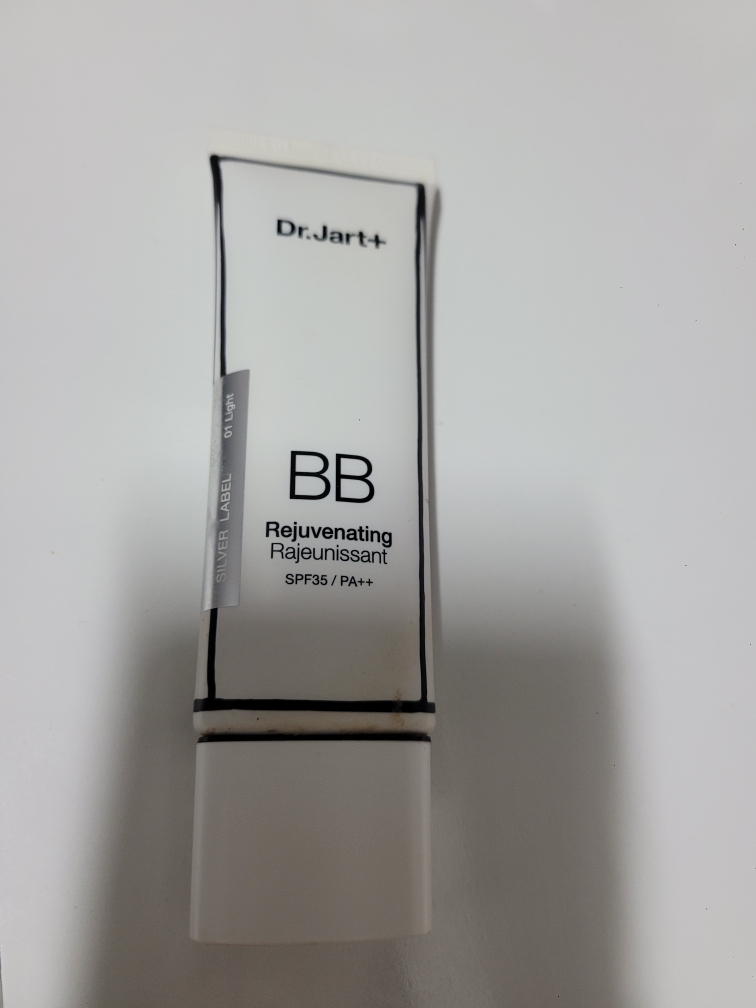 Dr.Jart+
SILVER LABEL 01 Light
BB
Rejuvenating
Rajeunissant
SPF35 / PA++